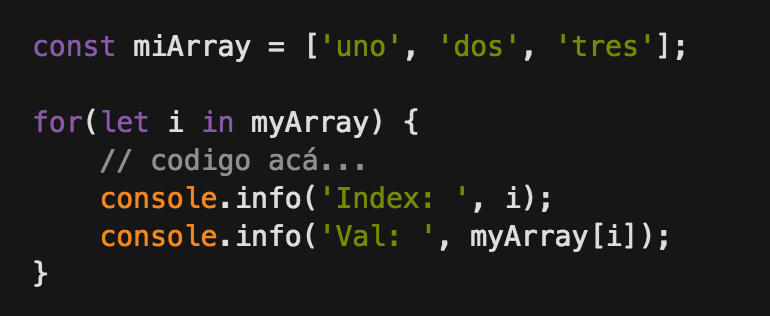 const miArray = ['uno', 'dos', 'tres'];
for(let i in myArray) {
// codigo acá...
console.info('Index: ', i);
console.info('Val: ', myArray[i]);
}